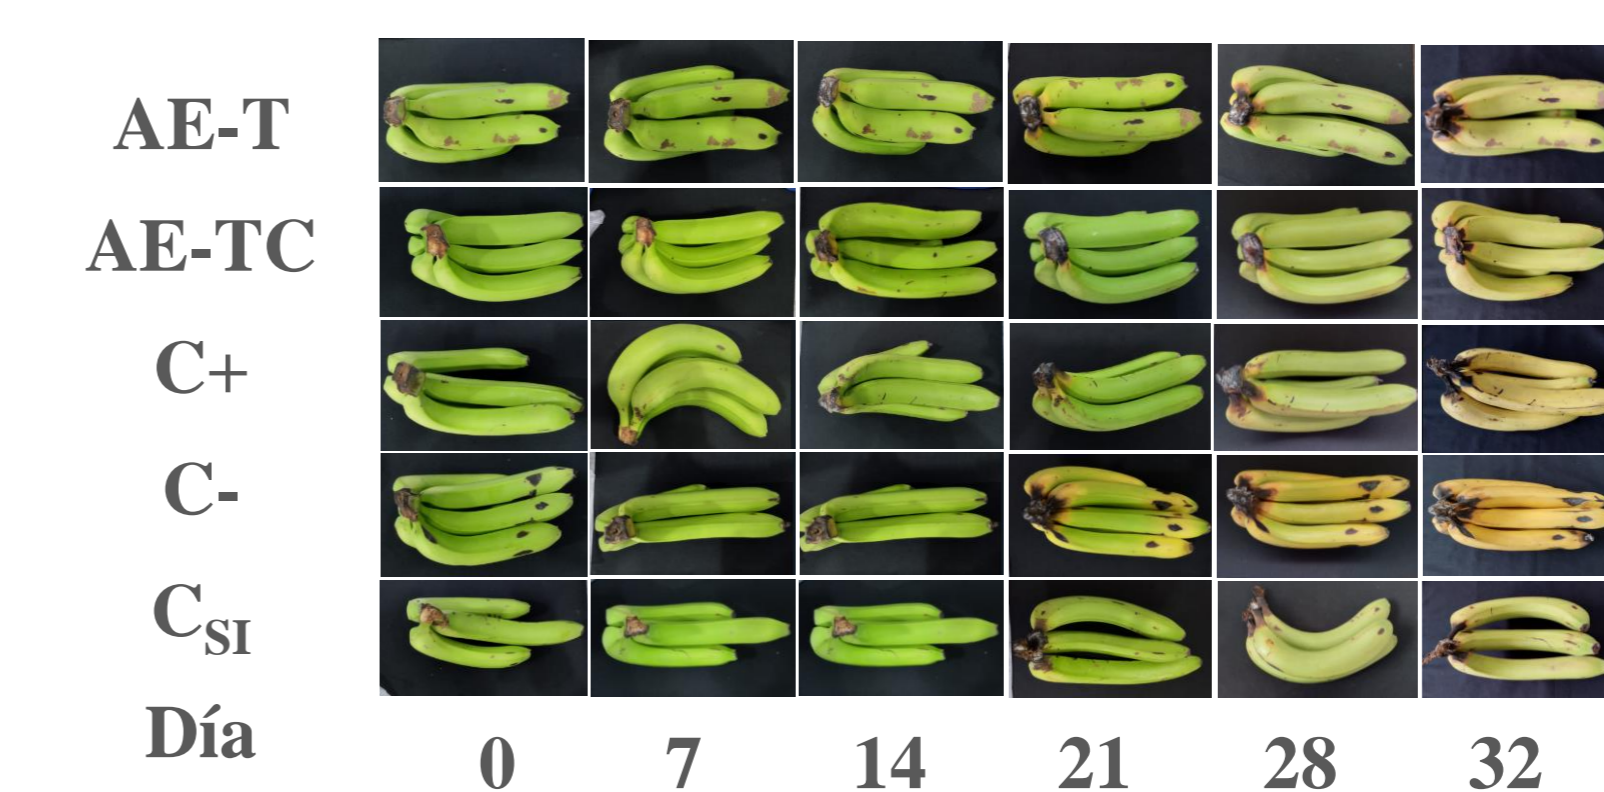 AE-T
AE-TC
C+
C-
CSI
Día 0 7 14 21 28 32